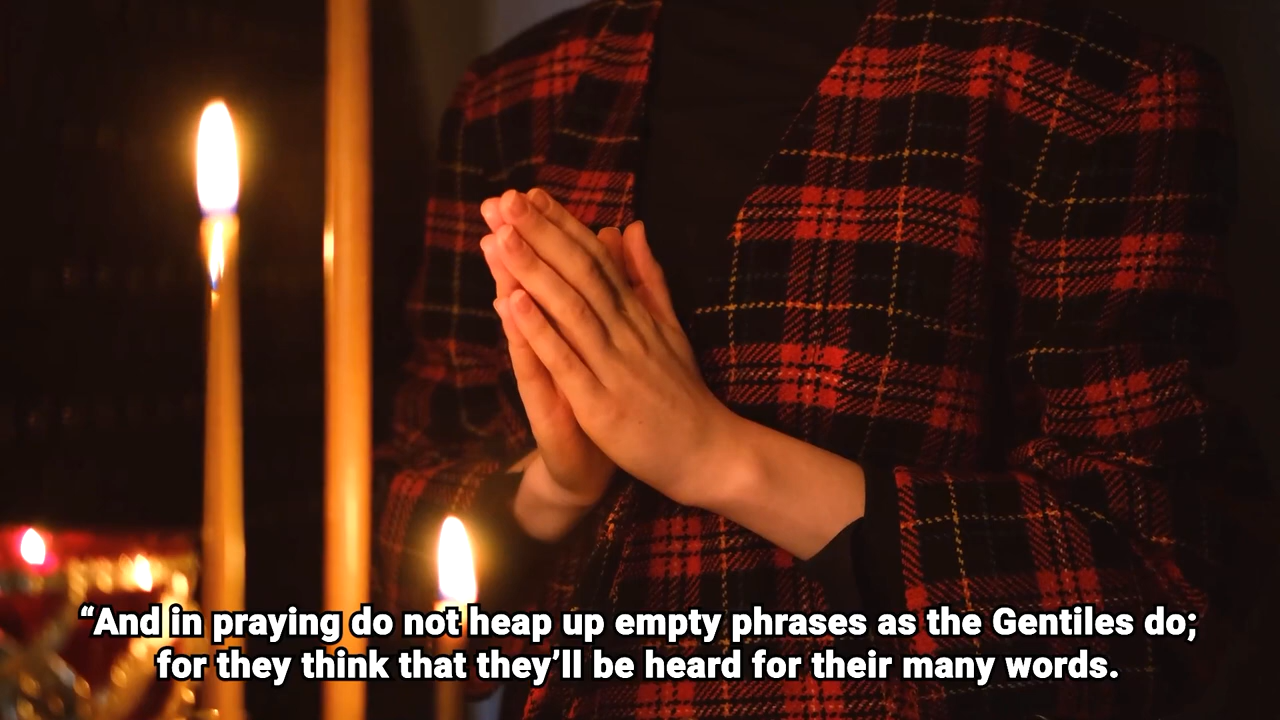 “And in praying do not heap up empty phrases as the Gentiles do;
for they think that they’ll be heard for their many words.